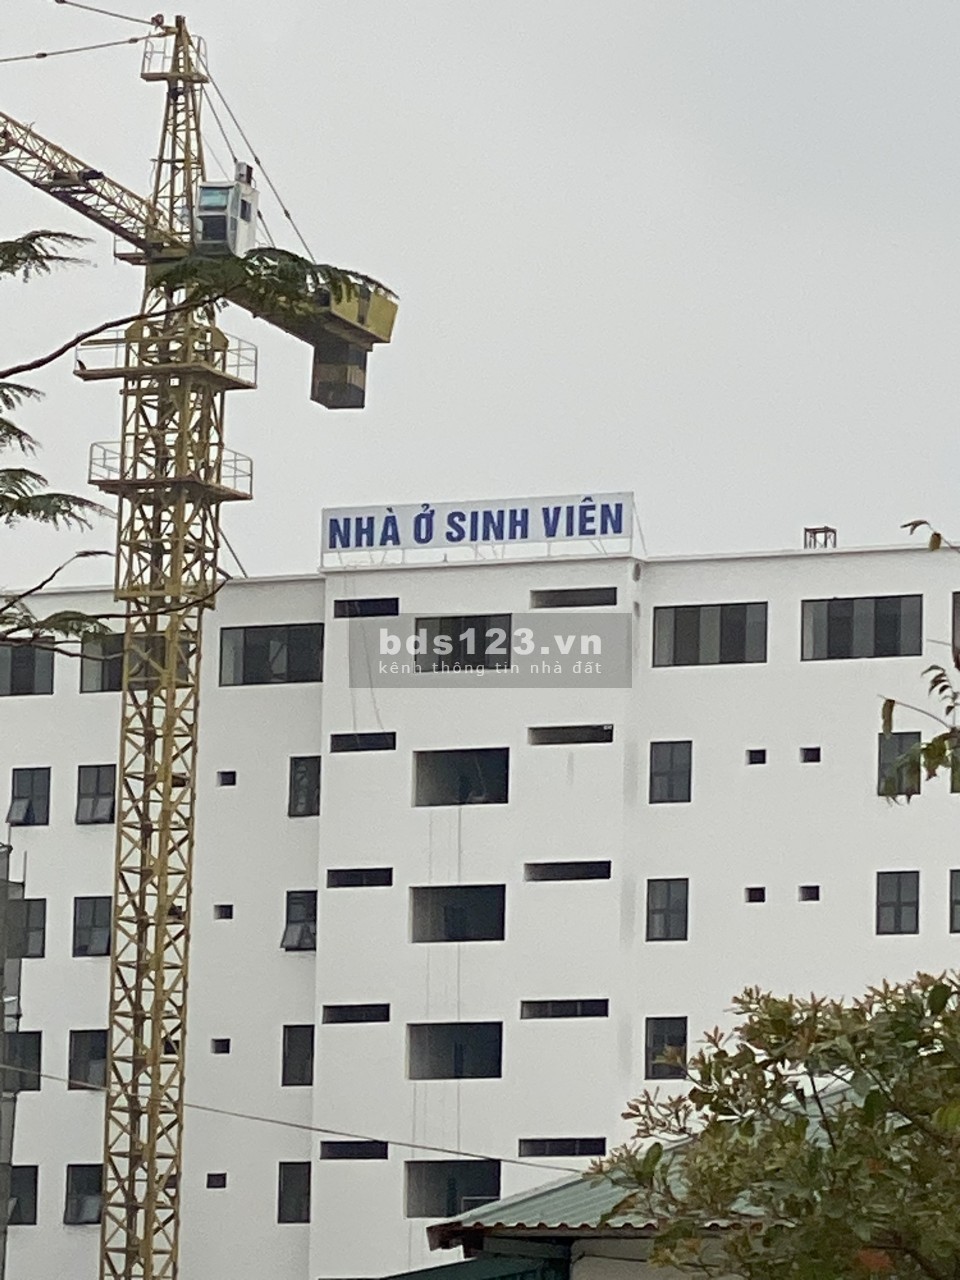 NHÀ Ở SINH VIÊN
bds123.vn
kênh thông tin nhà đất